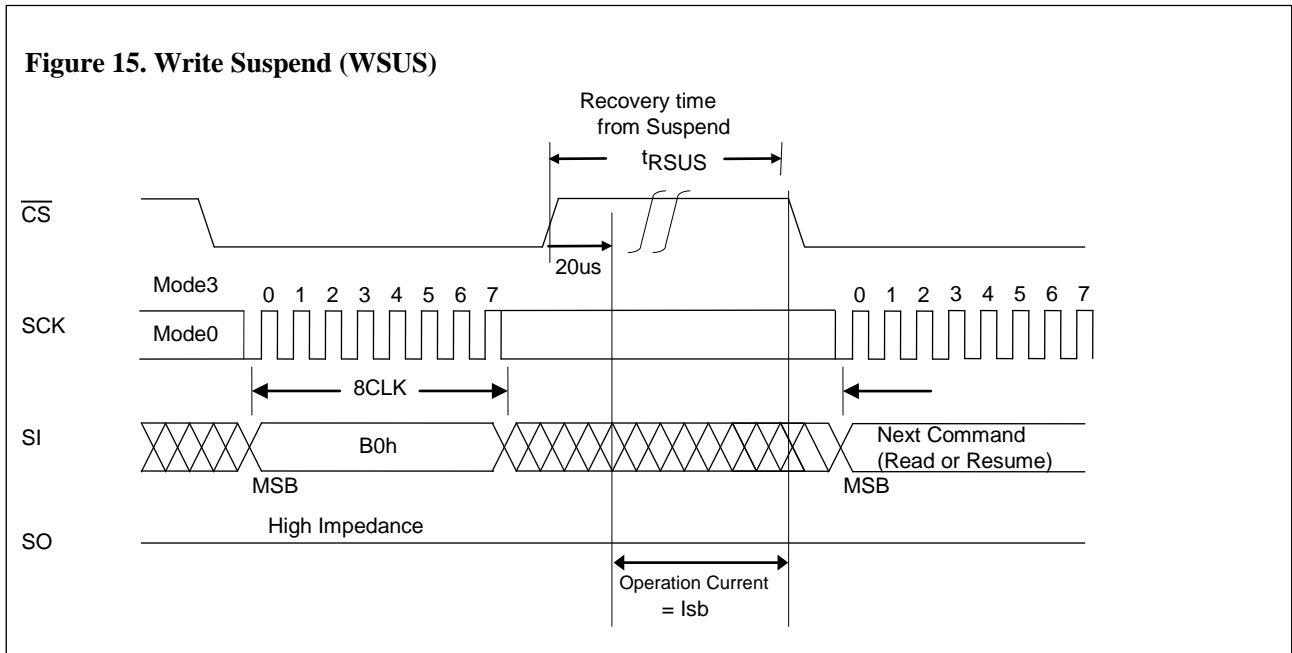 Figure 15. Write Suspend (WSUS)
Recovery time
from Suspend
tRSUS
CS
20us
Mode3
0 1 2 3 4 5 6 7
0 1 2 3 4 5 6 7
SCK
Mode0
8CLK
SI
B0h
Next Command
(Read or Resume)
MSB
MSB
High Impedance
SO
Operation Current
= Isb